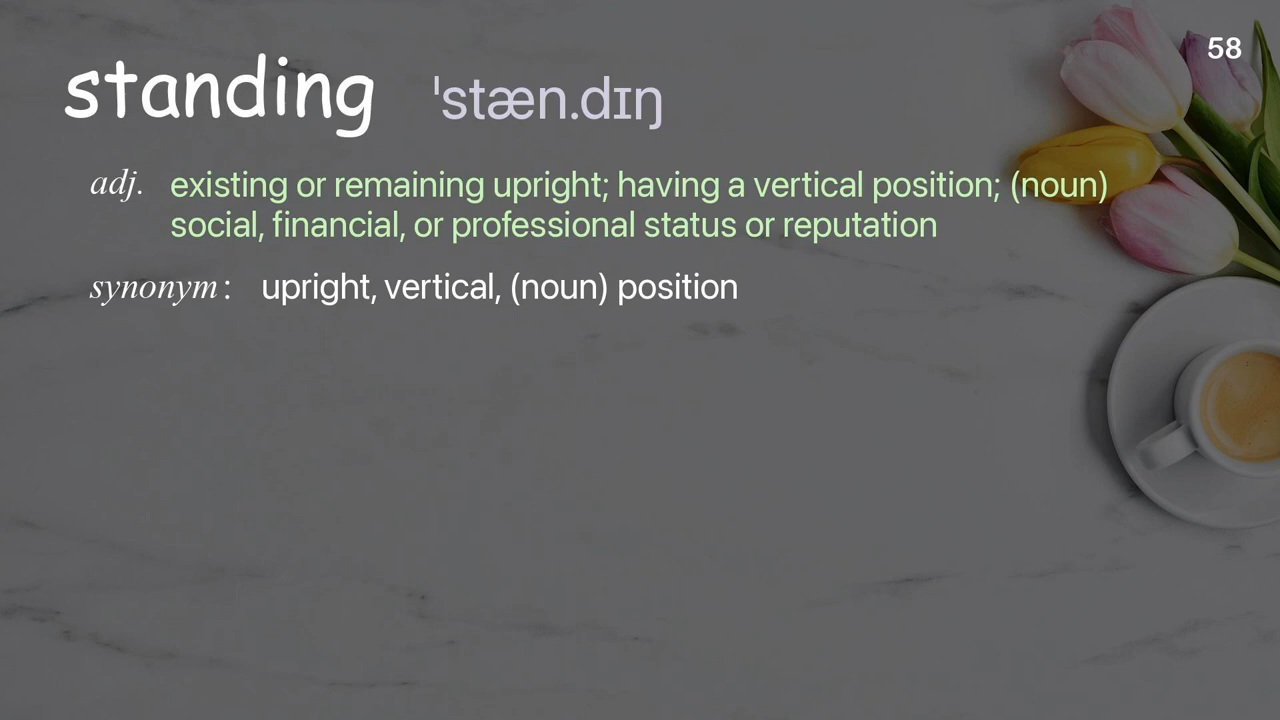 58
standing ˈstæn.dɪŋ
adj. existing or remaining upright; having a vertical position; (noun)
social, financial, or professional status or reputation
synonym: upright, vertical, (noun) position